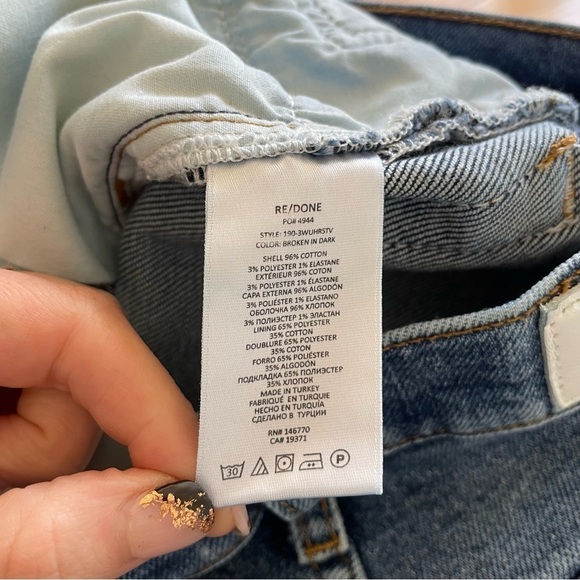 RE/DONE
PO# 4944
STYLE: 190-3WUHRSTV
COLOR: BROKEN IN DARK
SHELL 96% COTTON
3% POLYESTER 1% ELASTANE
EXTÉRIEUR 96% COTON
3% POLYESTER 1% ELASTANE
CAPA EXTERNA 96% ALGODÓN
3% POLIÉSTER 1% ELASTANO
ОБОЛОЧКА 96% ХЛОПОК
3% ПОЛИЭСТЕР 1% ЭЛАСТАН
LINING 65% POLYESTER
35% COTTON
DOUBLURE 65% POLYESTER
35% COTON
FORRO 65% POLIÉSTER
35% ALGODÓN
ПОДКЛАДКА 65% ПОЛИЭСТЕР
35% ХЛОПОК
MADE IN TURKEY
FABRIQUÉ EN TURQUIE
HECHO EN TURQUÍA
СДЕЛАНО В ТУРЦИИ
RN# 146770
CA# 19371
30 P